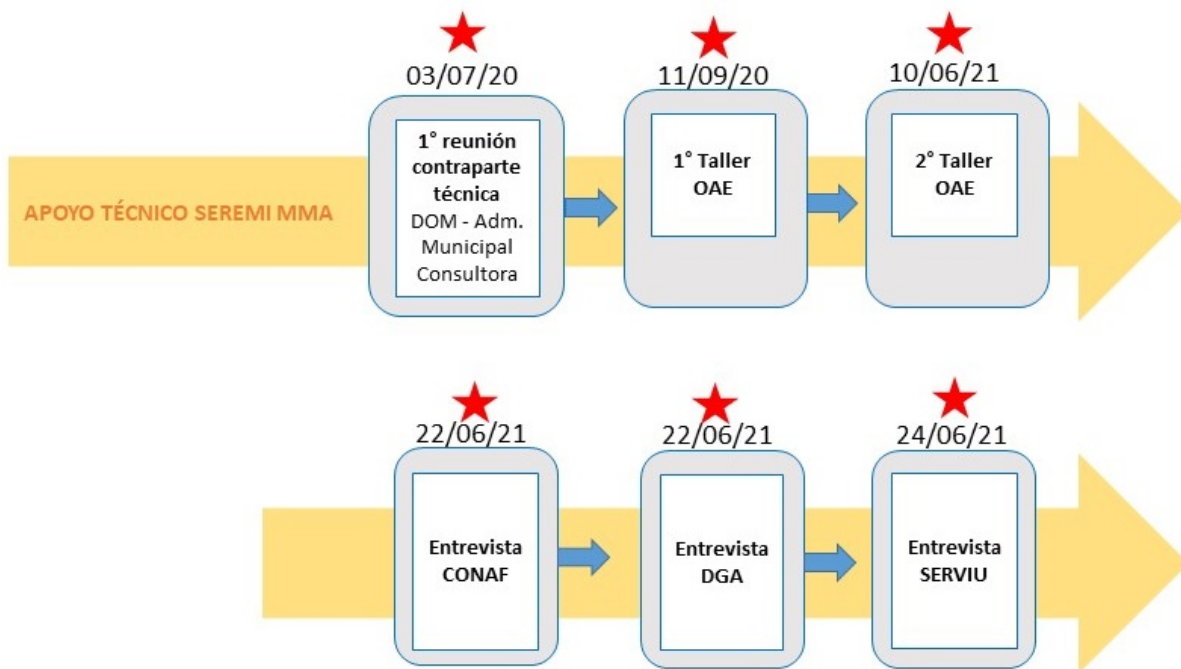 03/07/20
11/09/20
10/06/21
APOYO TÉCNICO SEREMI MMA
1° reunión
contraparte
técnica
DOM - Adm.
Municipal
Consultora
1° Taller
OAE
2° Taller
OAE
22/06/21
22/06/21
24/06/21
Entrevista
CONAF
Entrevista
DGA
Entrevista
SERVIU